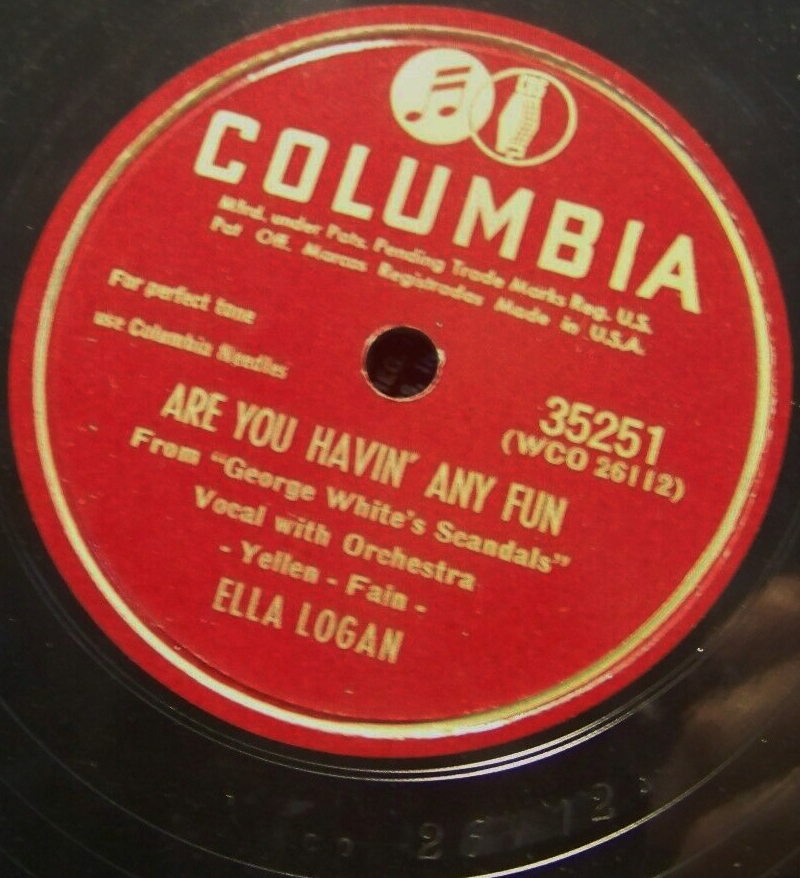 COLUMBIA
Mfrd. under Pats. Pending Trade Marks Reg. U.S.
Pat Off. Marcas Registradas Made in U.S.A.
For perfect tone
use Columbia Needles
35251
(WCO 26112)
ARE YOU HAVIN' ANY FUN
From "George White's Scandals"
Vocal with Orchestra
- Yellen - Fain -
ELLA LOGAN